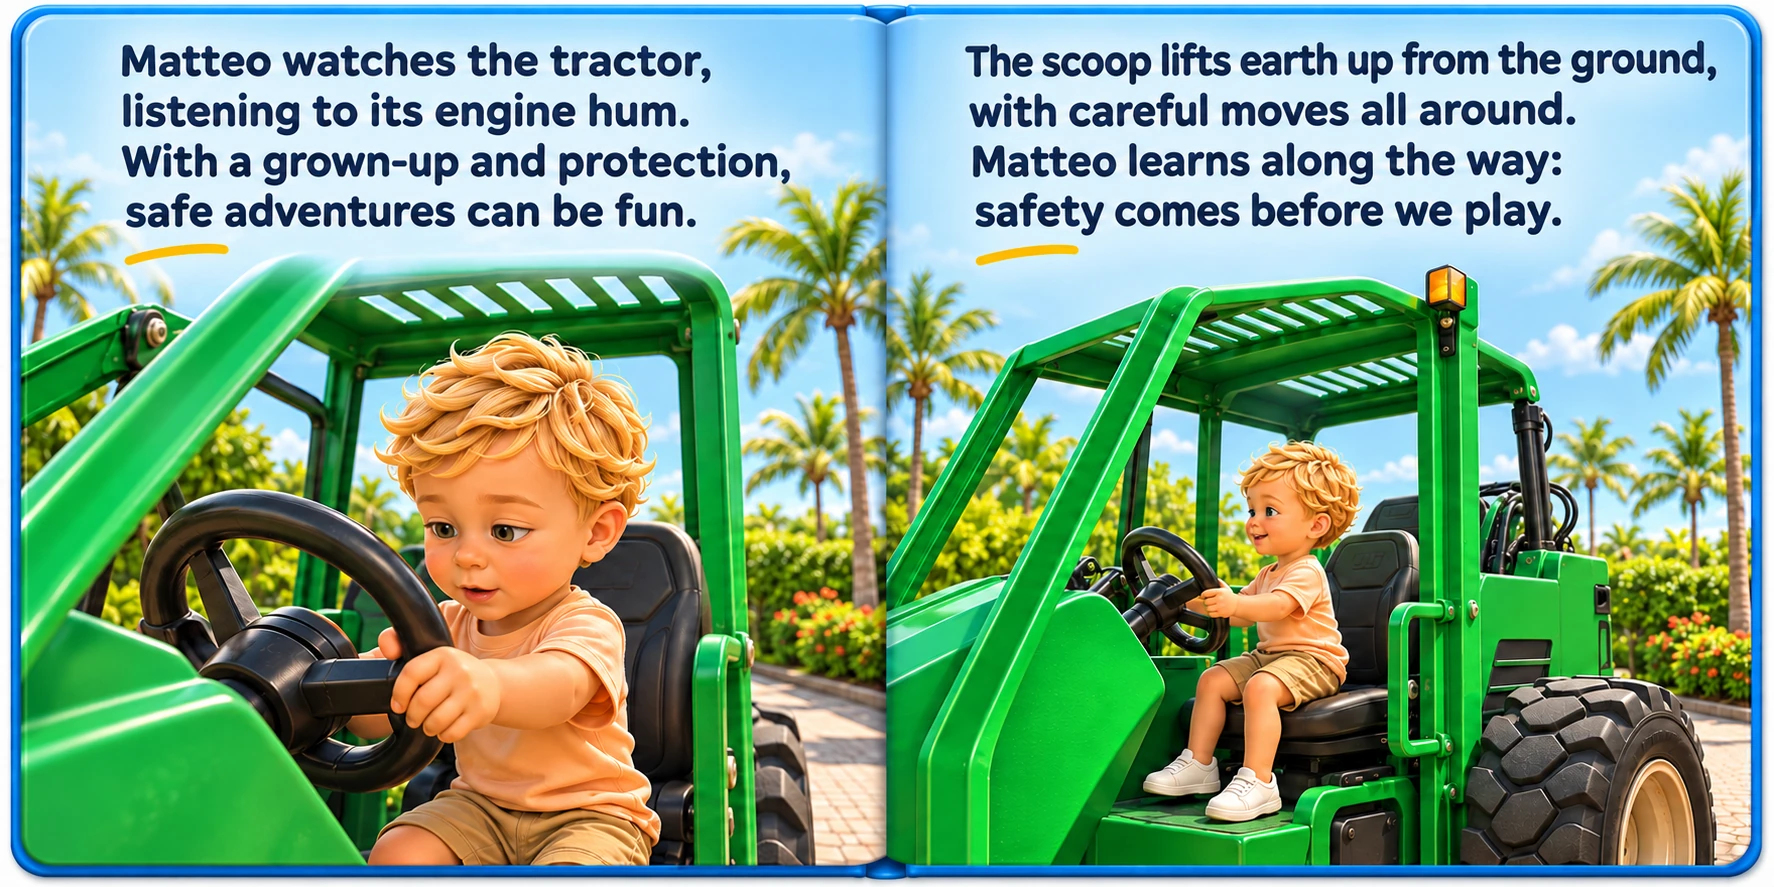 Matteo watches the tractor,
listening to its engine hum.
With a grown-up and protection,
safe adventures can be fun.
The scoop lifts earth up from the ground,
with careful moves all around.
Matteo learns along the way:
safety comes before we play.